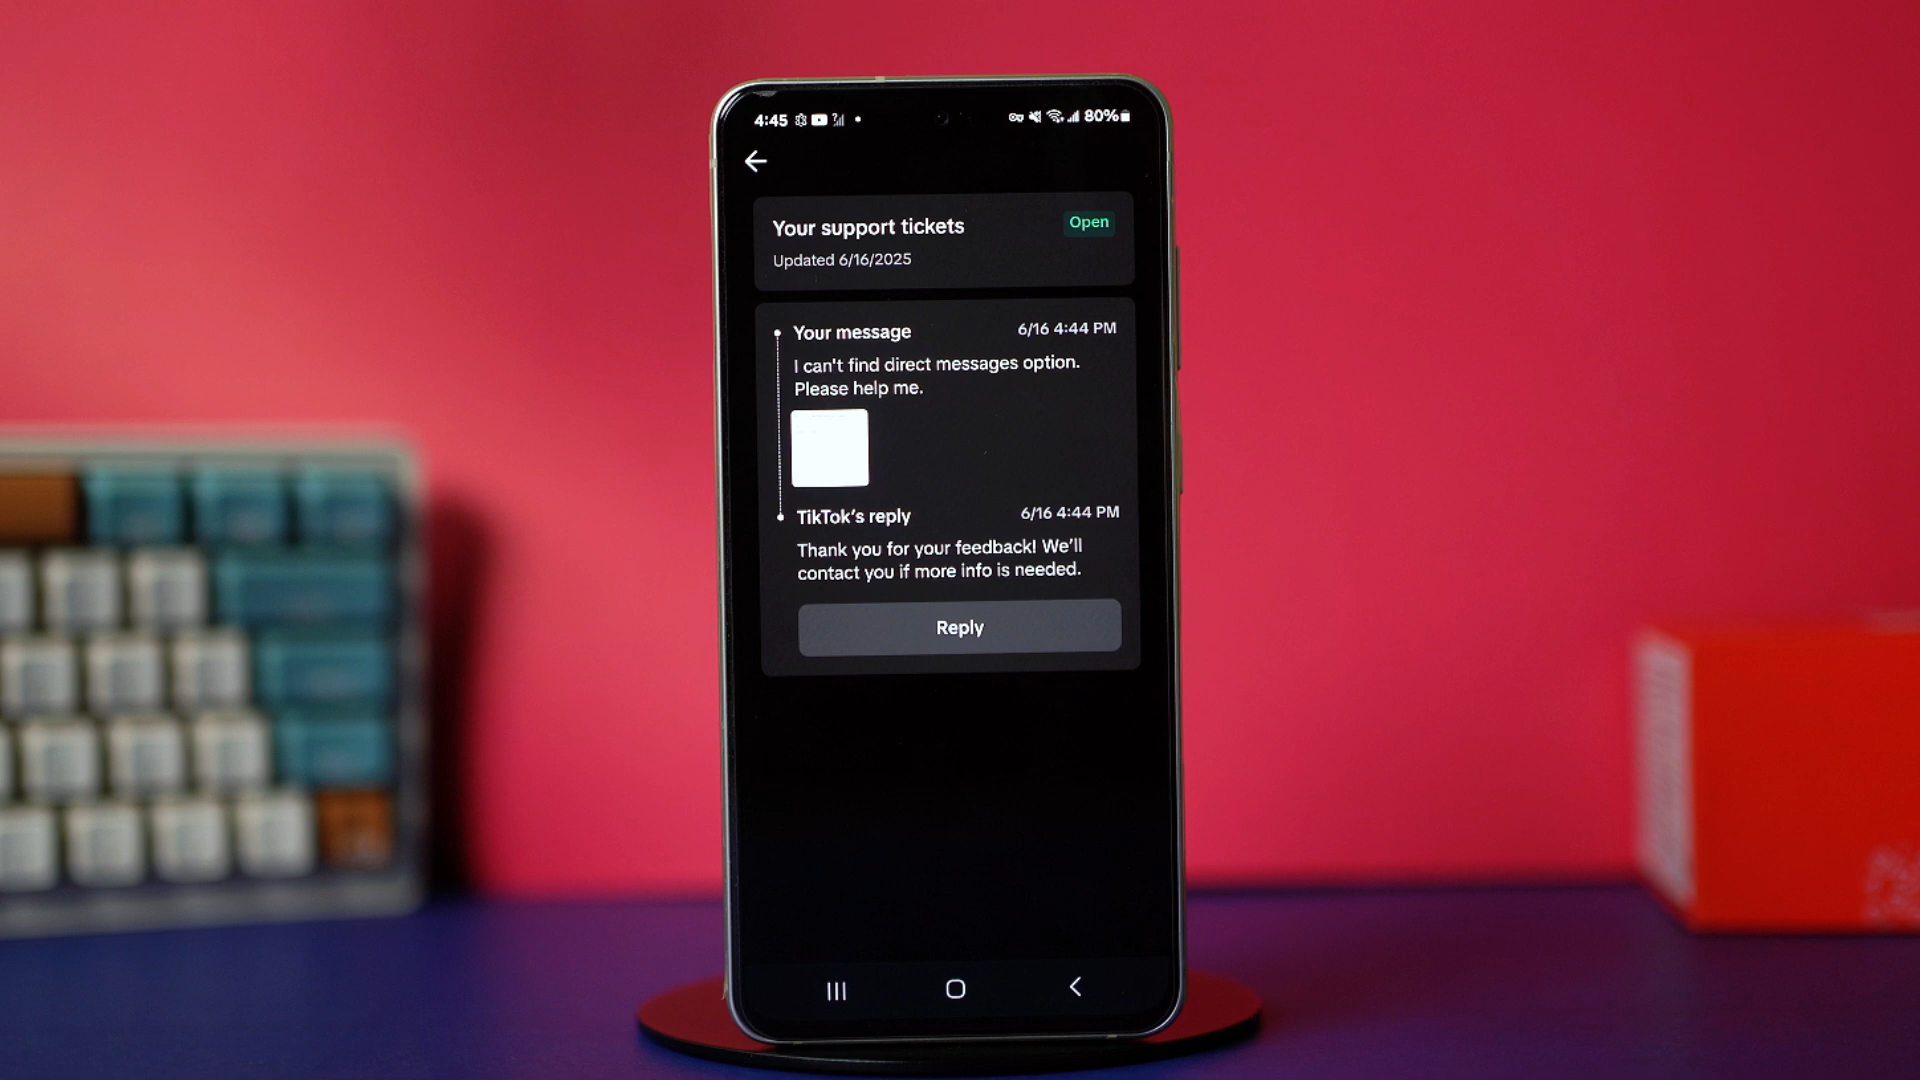 4:45
80%
Your support tickets
Open
Updated 6/16/2025
Your message
6/16 4:44 PM
I can't find direct messages option.
Please help me.
TikTok's reply
6/16 4:44 PM
Thank you for your feedback! We'll
contact you if more info is needed.
Reply